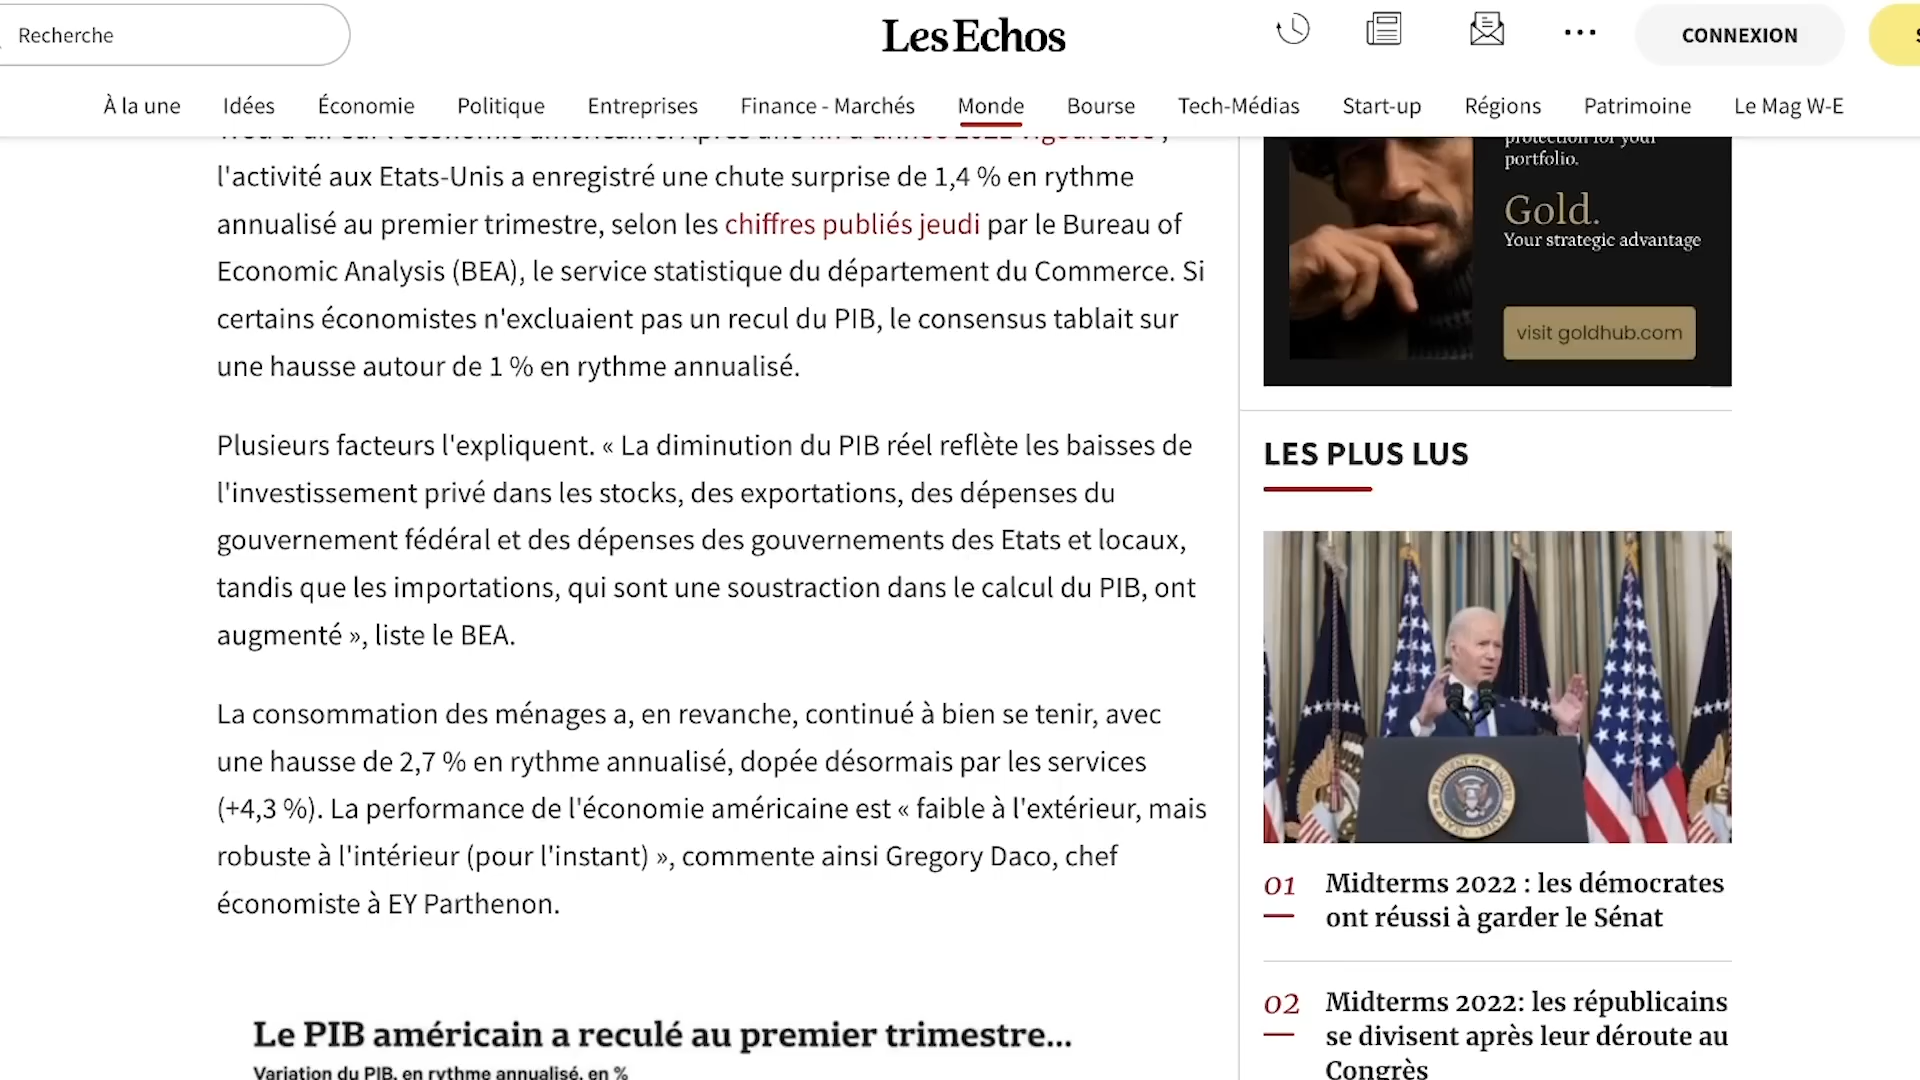 Recherche
Les Echos
CONNEXION
À la une Idées Économie Politique Entreprises Finance - Marchés Monde Bourse Tech-Médias Start-up Régions Patrimoine Le Mag W-E
l'activité aux Etats-Unis a enregistré une chute surprise de 1,4 % en rythme
annualisé au premier trimestre, selon les chiffres publiés jeudi par le Bureau of
Economic Analysis (BEA), le service statistique du département du Commerce. Si
certains économistes n'excluaient pas un recul du PIB, le consensus tablait sur
une hausse autour de 1 % en rythme annualisé.
Plusieurs facteurs l'expliquent. « La diminution du PIB réel reflète les baisses de
l'investissement privé dans les stocks, des exportations, des dépenses du
gouvernement fédéral et des dépenses des gouvernements des Etats et locaux,
tandis que les importations, qui sont une soustraction dans le calcul du PIB, ont
augmenté », liste le BEA.
La consommation des ménages a, en revanche, continué à bien se tenir, avec
une hausse de 2,7 % en rythme annualisé, dopée désormais par les services
(+4,3 %). La performance de l'économie américaine est « faible à l'extérieur, mais
robuste à l'intérieur (pour l'instant) », commente ainsi Gregory Daco, chef
économiste à EY Parthenon.
Le PIB américain a reculé au premier trimestre...
Variation du PIB, en rythme annualisé, en %
protection for your
portfolio.
Gold.
Your strategic advantage
visit goldhub.com
LES PLUS LUS
01 Midterms 2022 : les démocrates
ont réussi à garder le Sénat
02 Midterms 2022: les républicains
se divisent après leur déroute au
Congrès